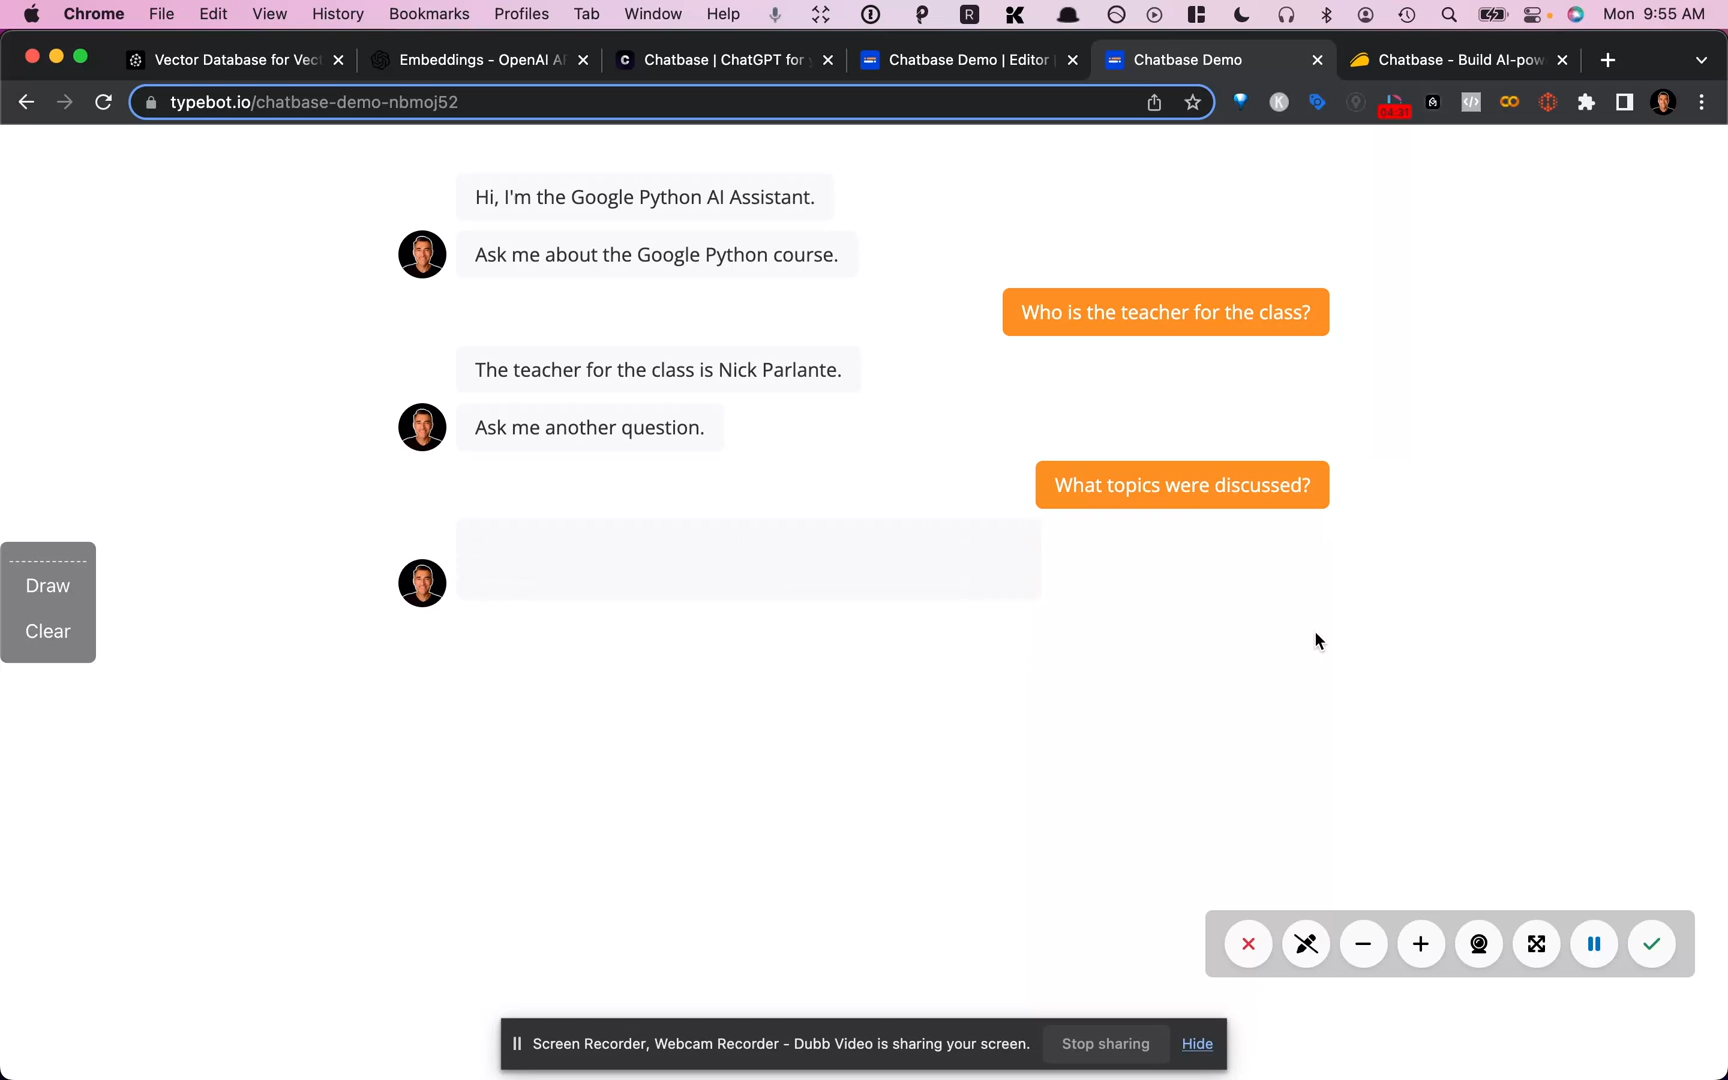 Chrome File Edit View History Bookmarks Profiles Tab Window Help Mon 9:55 AM
Vector Database for Vec
Embeddings - OpenAI AP
Chatbase | ChatGPT for
Chatbase Demo | Editor
Chatbase Demo
Chatbase - Build AI-pow
typebot.io/chatbase-demo-nbmoj52
04:31
Hi, I'm the Google Python AI Assistant.
Ask me about the Google Python course.
Who is the teacher for the class?
The teacher for the class is Nick Parlante.
Ask me another question.
What topics were discussed?
Draw
Clear
Screen Recorder, Webcam Recorder - Dubb Video is sharing your screen. Stop sharing Hide